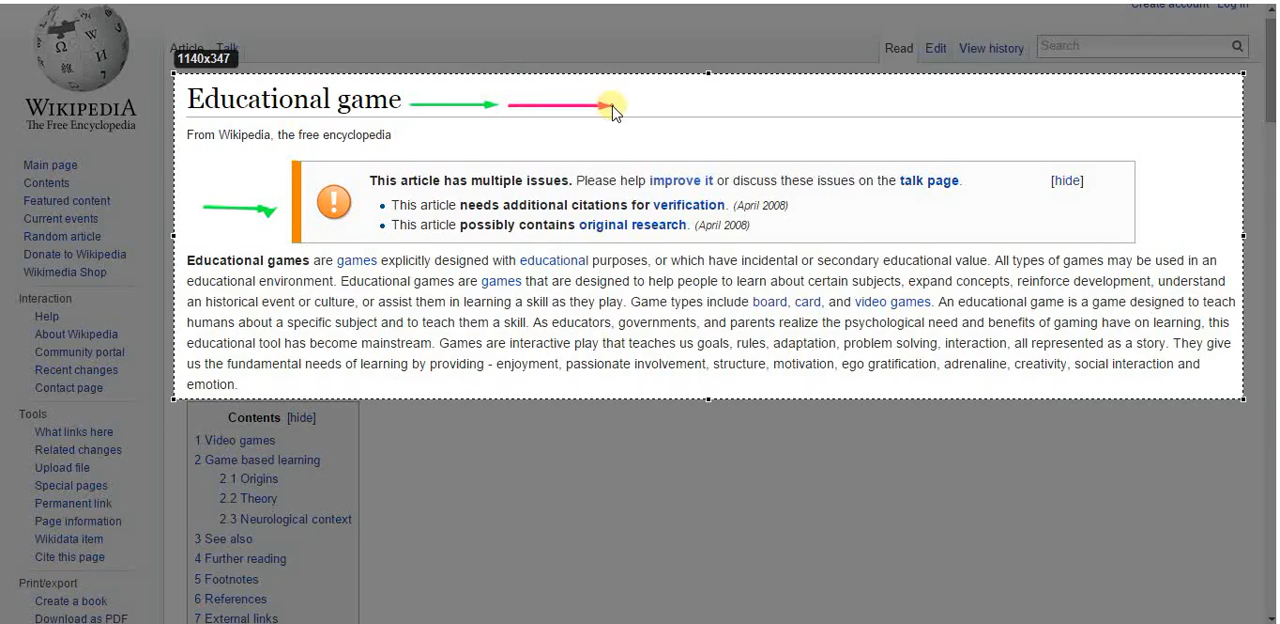 Create account Log in
Article Talk
Read Edit View history
Search
1140x347
WIKIPEDIA
The Free Encyclopedia
Main page
Contents
Featured content
Current events
Random article
Donate to Wikipedia
Wikimedia Shop
Interaction
Help
About Wikipedia
Community portal
Recent changes
Contact page
Tools
What links here
Related changes
Upload file
Special pages
Permanent link
Page information
Wikidata item
Cite this page
Print/export
Create a book
Download as PDF
Educational game
From Wikipedia, the free encyclopedia
This article has multiple issues. Please help improve it or discuss these issues on the talk page. [hide]
• This article needs additional citations for verification. (April 2008)
• This article possibly contains original research. (April 2008)
Educational games are games explicitly designed with educational purposes, or which have incidental or secondary educational value. All types of games may be used in an
educational environment. Educational games are games that are designed to help people to learn about certain subjects, expand concepts, reinforce development, understand
an historical event or culture, or assist them in learning a skill as they play. Game types include board, card, and video games. An educational game is a game designed to teach
humans about a specific subject and to teach them a skill. As educators, governments, and parents realize the psychological need and benefits of gaming have on learning, this
educational tool has become mainstream. Games are interactive play that teaches us goals, rules, adaptation, problem solving, interaction, all represented as a story. They give
us the fundamental needs of learning by providing - enjoyment, passionate involvement, structure, motivation, ego gratification, adrenaline, creativity, social interaction and
emotion.
Contents [hide]
1 Video games
2 Game based learning
2.1 Origins
2.2 Theory
2.3 Neurological context
3 See also
4 Further reading
5 Footnotes
6 References
7 External links